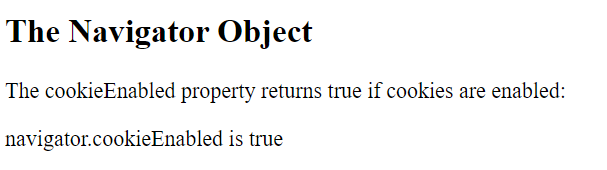 The Navigator Object
The cookieEnabled property returns true if cookies are enabled:
navigator.cookieEnabled is true